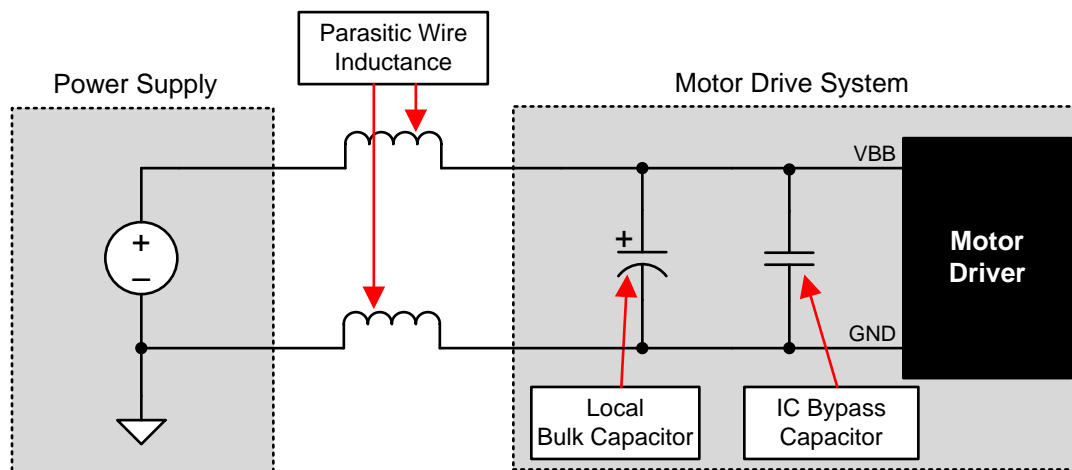 Parasitic Wire
Inductance
Power Supply
Motor Drive System
VBB
+
–
+
Motor
Driver
GND
Local
Bulk Capacitor
IC Bypass
Capacitor